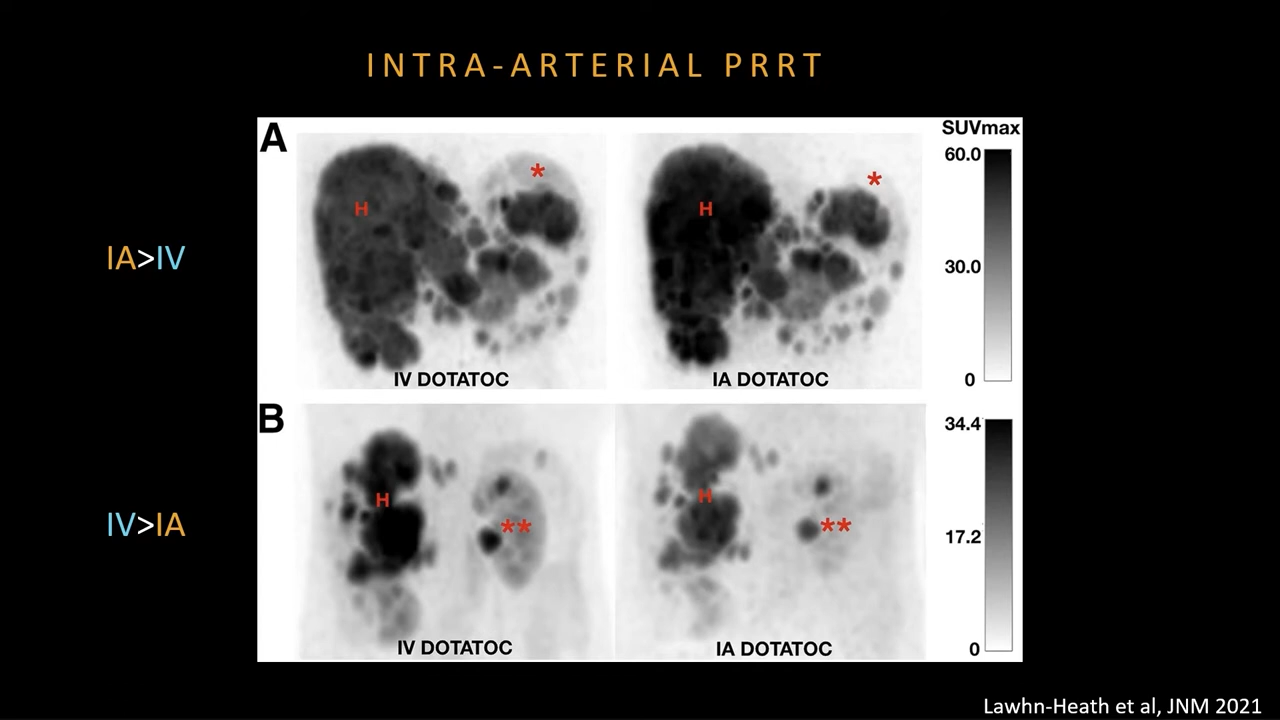 INTRA-ARTERIAL PRRT
A
SUVmax
60.0
*
*
H
H
IA>IV
30.0
IV DOTATOC
IA DOTATOC
0
B
34.4
H
H
IV>IA
**
**
17.2
IV DOTATOC
IA DOTATOC
0
Lawhn-Heath et al, JNM 2021